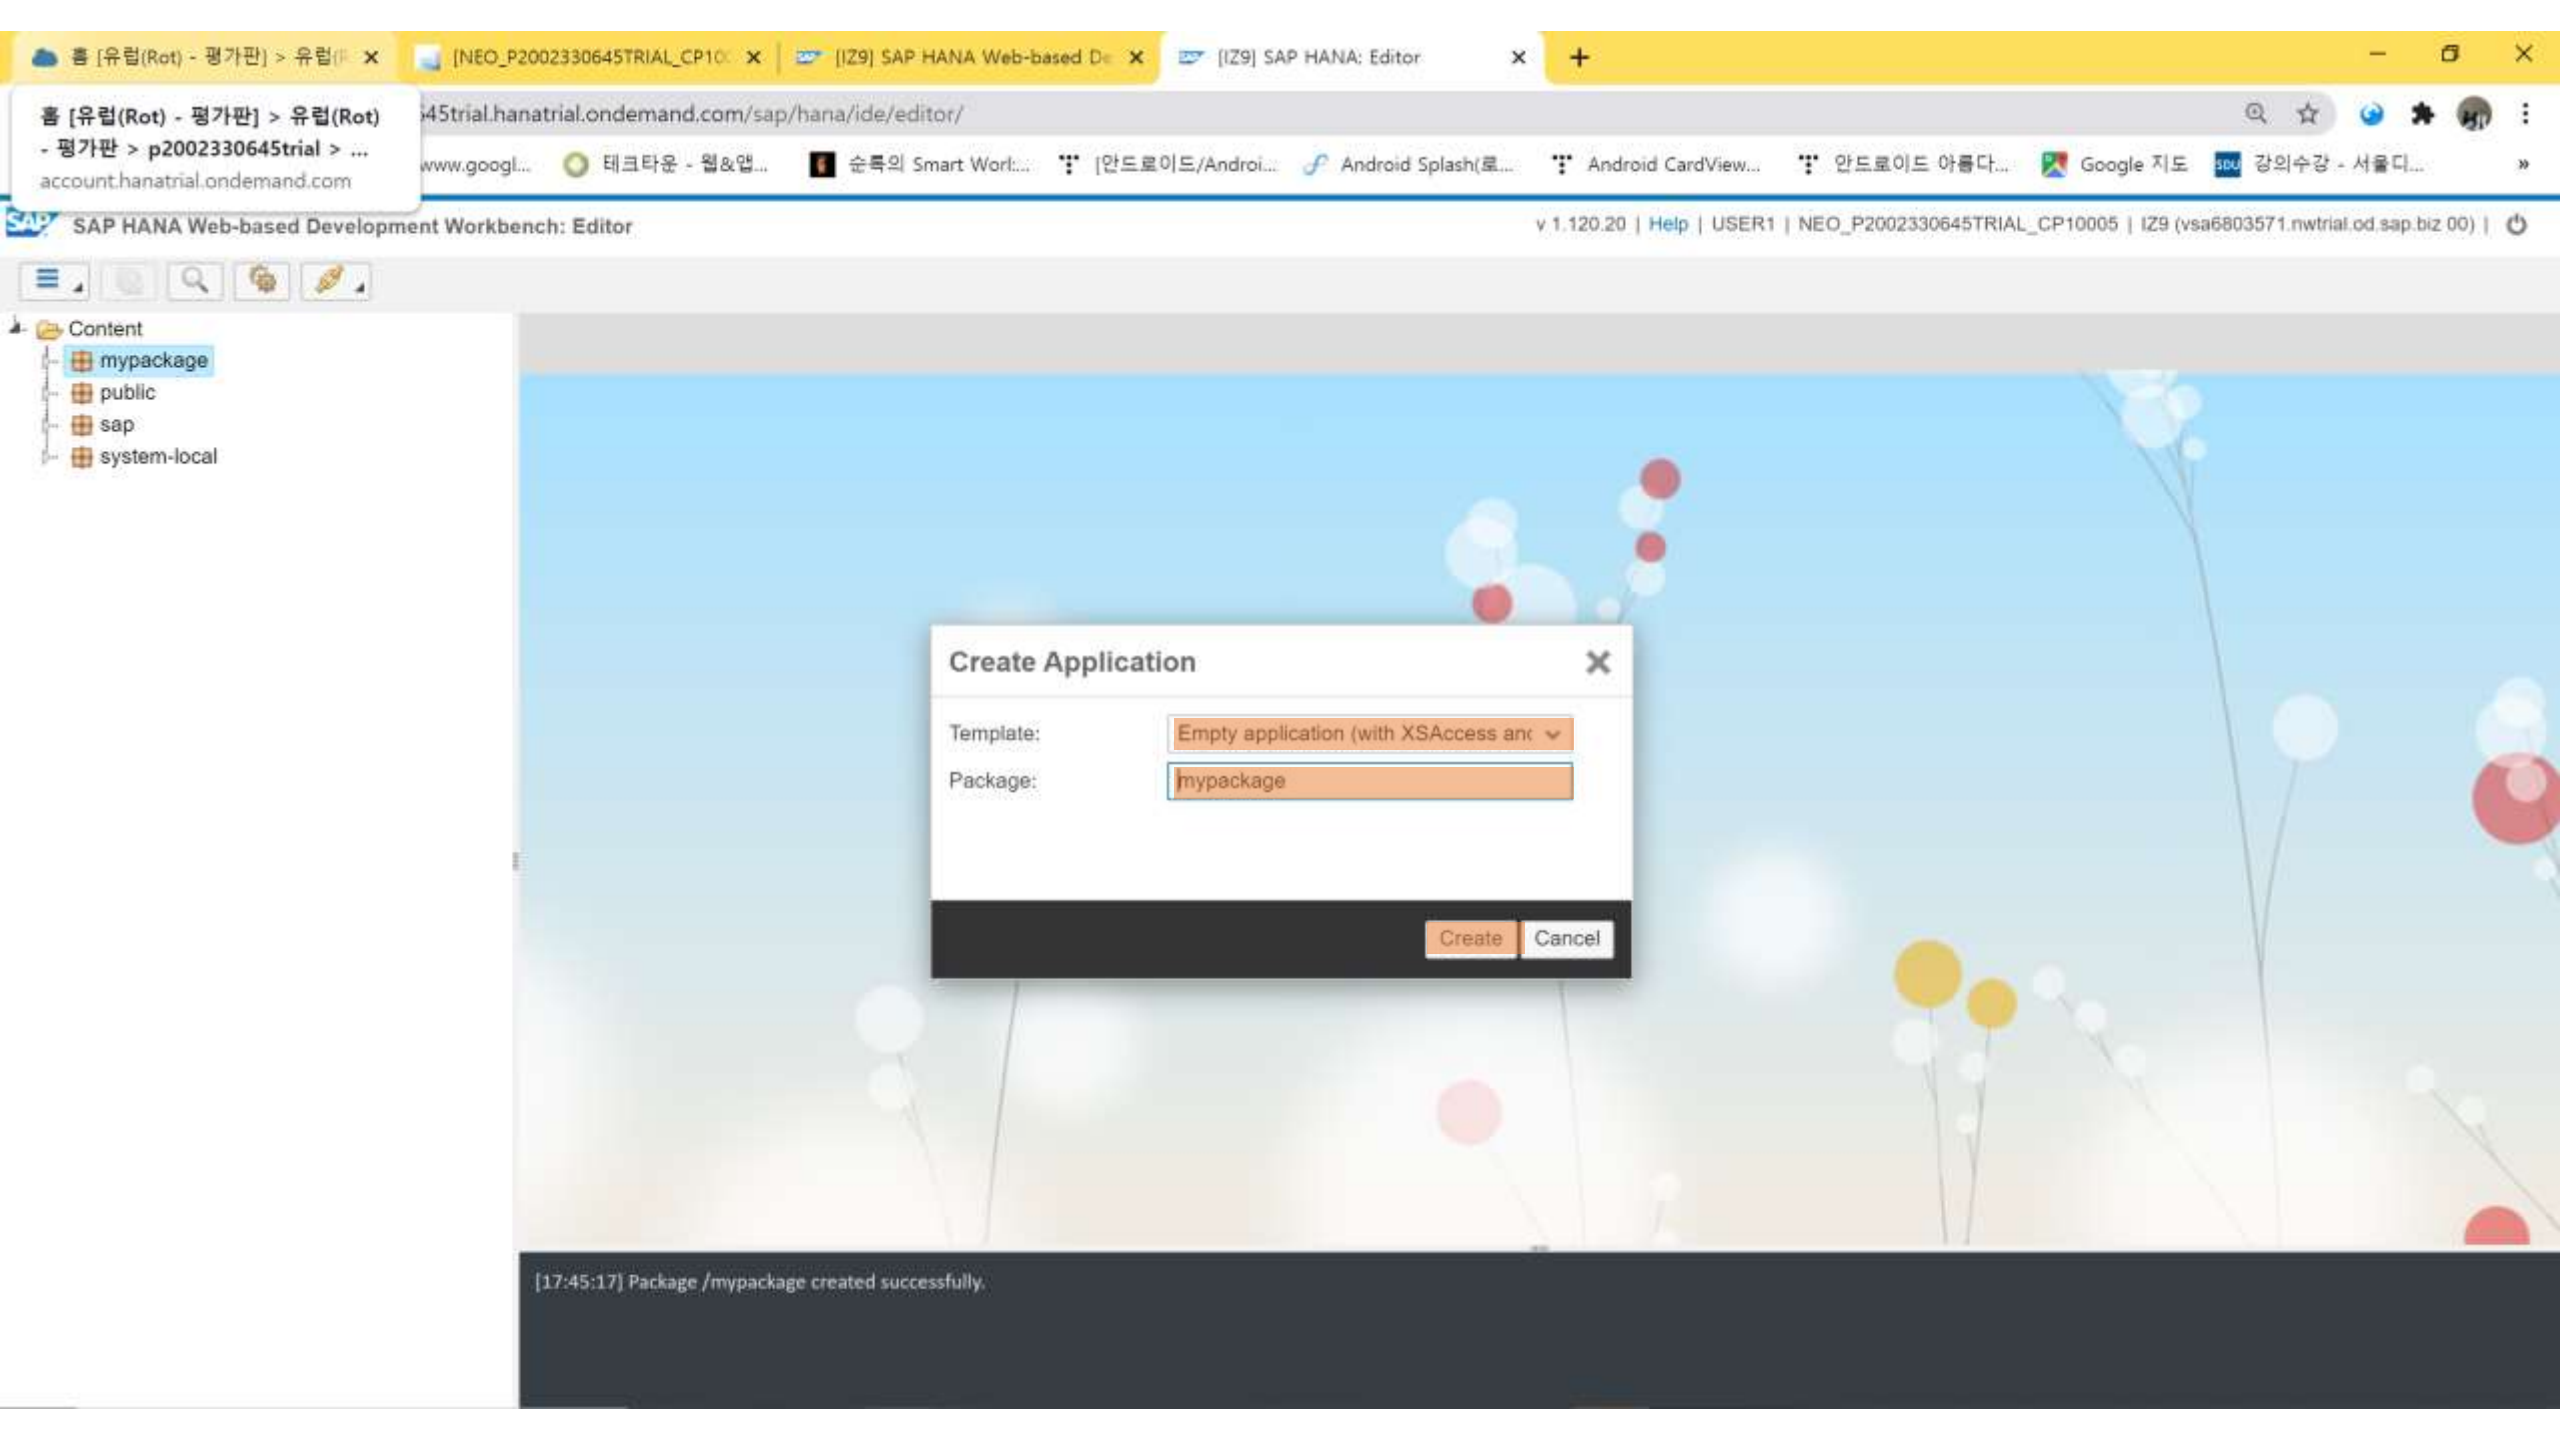 홈 [유럽(Rot) - 평가판] > 유럽(R
[NEO_P2002330645TRIAL_CP10
[IZ9] SAP HANA Web-based De
[IZ9] SAP HANA: Editor
홈 [유럽(Rot) - 평가판] > 유럽(Rot)
- 평가판 > p2002330645trial > ...
account.hanatrial.ondemand.com
45trial.hanatrial.ondemand.com/sap/hana/ide/editor/
www.googl...
테크타운 - 웹&앱...
순록의 Smart Worl:...
[안드로이드/Androi...
Android Splash(로...
Android CardView...
안드로이드 아름다...
Google 지도
SDU 강의수강 - 서울디...
»
SAP SAP HANA Web-based Development Workbench: Editor
v 1.120.20 | Help | USER1 | NEO_P2002330645TRIAL_CP10005 | IZ9 (vsa6803571.nwtrial.od.sap.biz 00) |
Content
mypackage
public
sap
system-local
Create Application
Template:
Empty application (with XSAccess and
Package:
mypackage
Create
Cancel
[17:45:17] Package /mypackage created successfully.